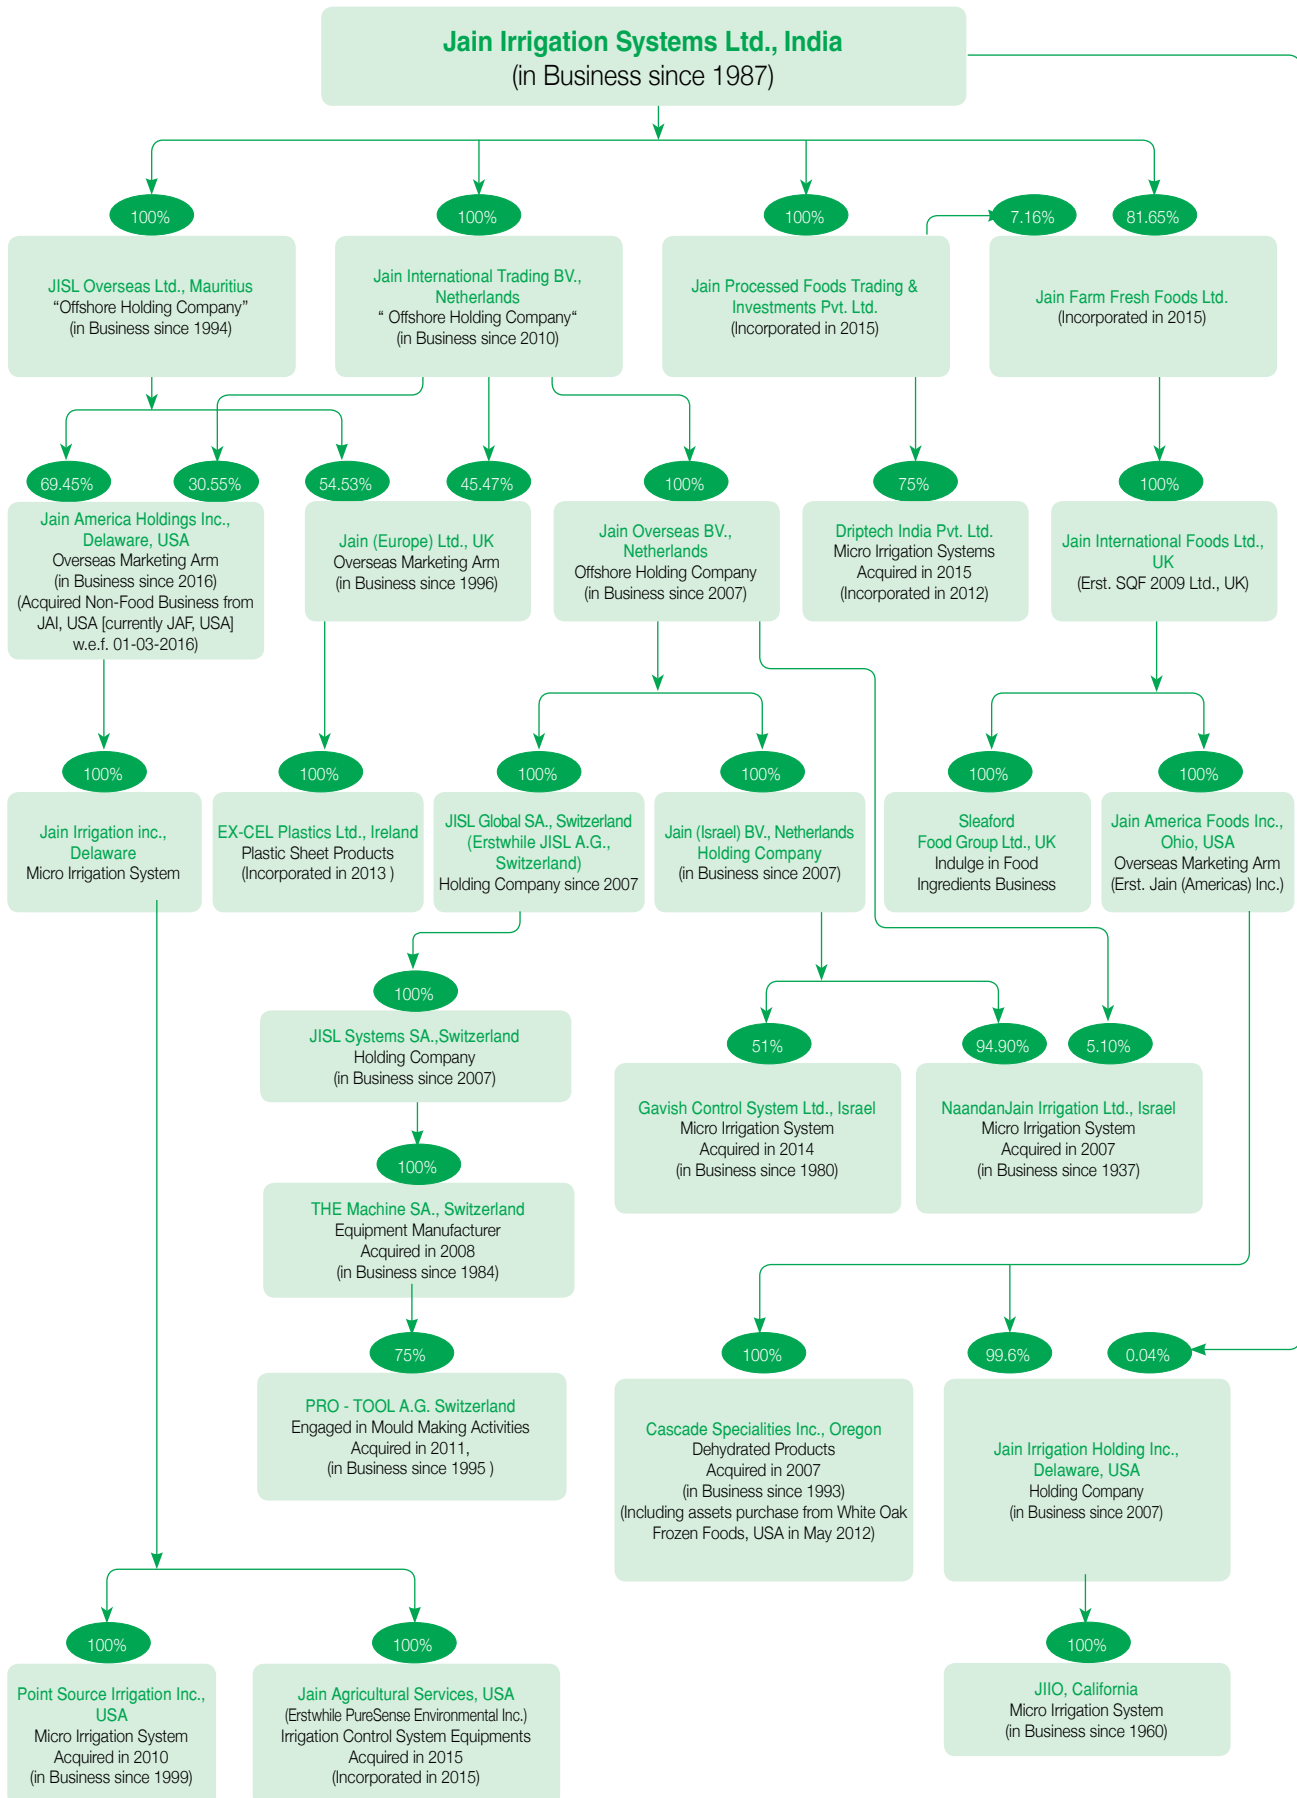 Jain Irrigation Systems Ltd., India
(in Business since 1987)
100%
100%
100%
7.16%
81.65%
JISL Overseas Ltd., Mauritius
“Offshore Holding Company”
(in Business since 1994)
Jain International Trading BV.,
Netherlands
“ Offshore Holding Company“
(in Business since 2010)
Jain Processed Foods Trading &
Investments Pvt. Ltd.
(Incorporated in 2015)
Jain Farm Fresh Foods Ltd.
(Incorporated in 2015)
69.45%
30.55%
54.53%
45.47%
100%
75%
100%
Jain America Holdings Inc.,
Delaware, USA
Overseas Marketing Arm
(in Business since 2016)
(Acquired Non-Food Business from
JAI, USA [currently JAF, USA]
w.e.f. 01-03-2016)
Jain (Europe) Ltd., UK
Overseas Marketing Arm
(in Business since 1996)
Jain Overseas BV.,
Netherlands
Offshore Holding Company
(in Business since 2007)
Driptech India Pvt. Ltd.
Micro Irrigation Systems
Acquired in 2015
(Incorporated in 2012)
Jain International Foods Ltd.,
UK
(Erst. SQF 2009 Ltd., UK)
100%
100%
100%
100%
100%
100%
Jain Irrigation inc.,
Delaware
Micro Irrigation System
EX-CEL Plastics Ltd., Ireland
Plastic Sheet Products
(Incorporated in 2013 )
JISL Global SA., Switzerland
(Erstwhile JISL A.G.,
Switzerland)
Holding Company since 2007
Jain (Israel) BV., Netherlands
Holding Company
(in Business since 2007)
Sleaford
Food Group Ltd., UK
Indulge in Food
Ingredients Business
Jain America Foods Inc.,
Ohio, USA
Overseas Marketing Arm
(Erst. Jain (Americas) Inc.)
100%
JISL Systems SA.,Switzerland
Holding Company
(in Business since 2007)
51%
94.90%
5.10%
Gavish Control System Ltd., Israel
Micro Irrigation System
Acquired in 2014
(in Business since 1980)
NaandanJain Irrigation Ltd., Israel
Micro Irrigation System
Acquired in 2007
(in Business since 1937)
100%
THE Machine SA., Switzerland
Equipment Manufacturer
Acquired in 2008
(in Business since 1984)
75%
100%
99.6%
0.04%
PRO - TOOL A.G. Switzerland
Engaged in Mould Making Activities
Acquired in 2011,
(in Business since 1995 )
Cascade Specialities Inc., Oregon
Dehydrated Products
Acquired in 2007
(in Business since 1993)
(Including assets purchase from White Oak
Frozen Foods, USA in May 2012)
Jain Irrigation Holding Inc.,
Delaware, USA
Holding Company
(in Business since 2007)
100%
100%
100%
Point Source Irrigation Inc.,
USA
Micro Irrigation System
Acquired in 2010
(in Business since 1999)
Jain Agricultural Services, USA
(Erstwhile PureSense Environmental Inc.)
Irrigation Control System Equipments
Acquired in 2015
(Incorporated in 2015)
JIIO, California
Micro Irrigation System
(in Business since 1960)